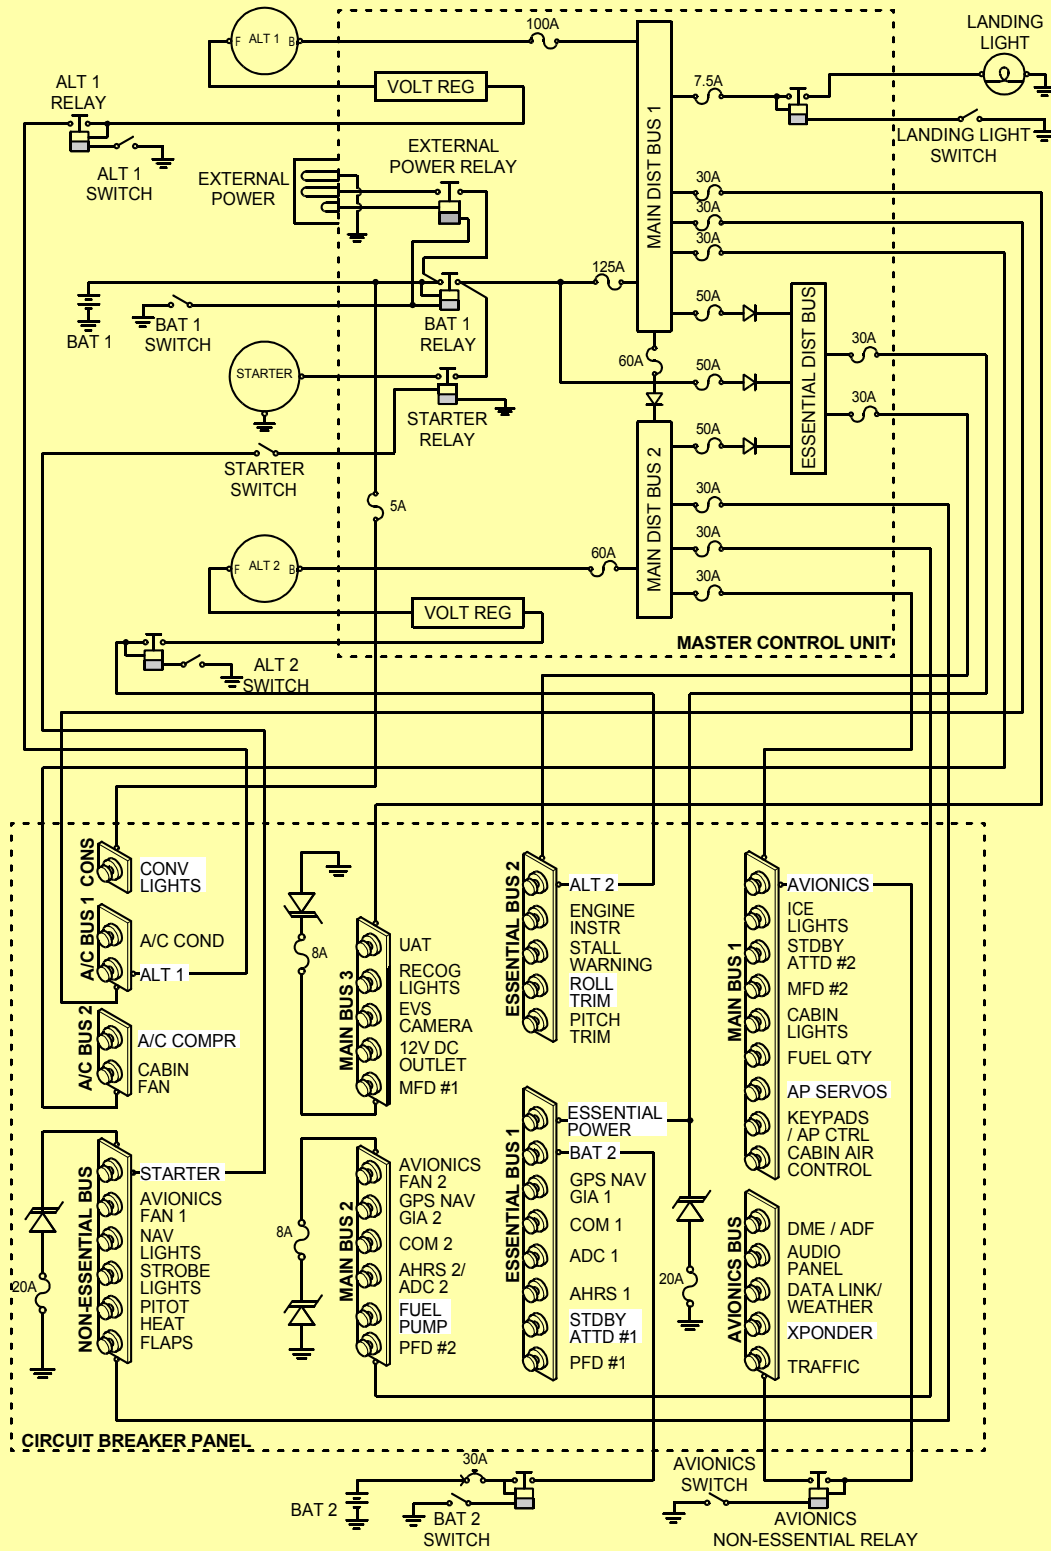 LANDING
LIGHT
100A
F
ALT 1
B
7.5A
VOLT REG
ALT 1
RELAY
MAIN DIST BUS 1
EXTERNAL
POWER RELAY
LANDING LIGHT
SWITCH
ALT 1
SWITCH
EXTERNAL
POWER
30A
30A
30A
125A
50A
BAT 1
BAT 1
SWITCH
BAT 1
RELAY
ESSENTIAL DIST BUS
30A
60A
50A
STARTER
30A
STARTER
RELAY
50A
STARTER
SWITCH
MAIN DIST BUS 2
30A
5A
30A
60A
F
ALT 2
B
30A
VOLT REG
MASTER CONTROL UNIT
ALT 2
SWITCH
CONS
CONV
LIGHTS
A/C BUS 1
A/C COND
ALT 1
A/C BUS 2
A/C COMPR
CABIN
FAN
NON-ESSENTIAL BUS
STARTER
AVIONICS
FAN 1
NAV
LIGHTS
STROBE
LIGHTS
PITOT
HEAT
FLAPS
20A
8A
MAIN BUS 3
UAT
RECOG
LIGHTS
EVS
CAMERA
12V DC
OUTLET
MFD #1
8A
MAIN BUS 2
AVIONICS
FAN 2
GPS NAV
GIA 2
COM 2
AHRS 2/
ADC 2
FUEL
PUMP
PFD #2
ESSENTIAL BUS 2
ALT 2
ENGINE
INSTR
STALL
WARNING
ROLL
TRIM
PITCH
TRIM
ESSENTIAL BUS 1
ESSENTIAL
POWER
BAT 2
GPS NAV
GIA 1
COM 1
ADC 1
AHRS 1
STDBY
ATTD #1
PFD #1
20A
MAIN BUS 1
AVIONICS
ICE
LIGHTS
STDBY
ATTD #2
MFD #2
CABIN
LIGHTS
FUEL QTY
AP SERVOS
KEYPADS
/ AP CTRL
CABIN AIR
CONTROL
AVIONICS BUS
DME / ADF
AUDIO
PANEL
DATA LINK/
WEATHER
XPONDER
TRAFFIC
CIRCUIT BREAKER PANEL
30A
BAT 2
BAT 2
SWITCH
AVIONICS
SWITCH
AVIONICS
NON-ESSENTIAL RELAY